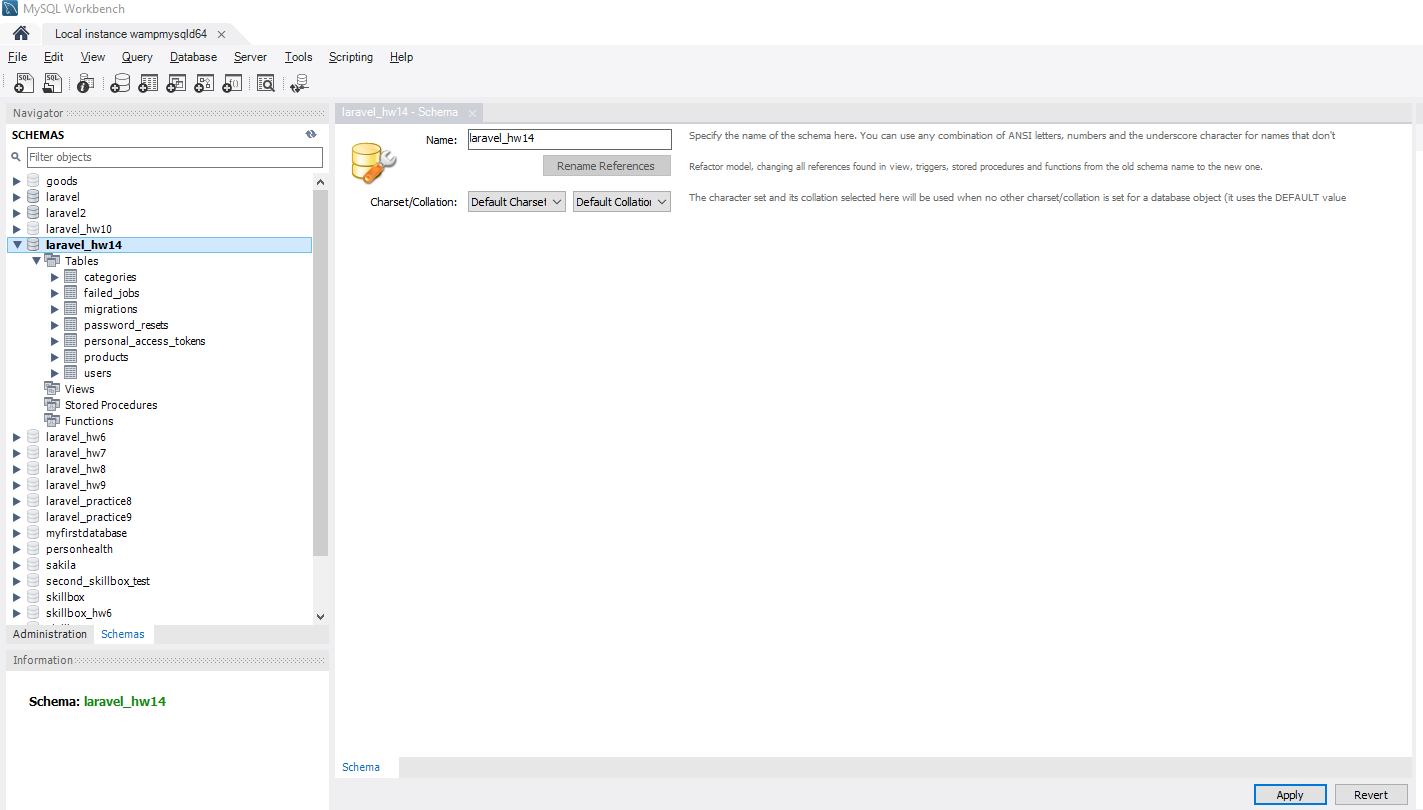 MySQL Workbench
Local instance wampmysqld64
File Edit View Query Database Server Tools Scripting Help
Navigator
SCHEMAS
Filter objects
goods
laravel
laravel2
laravel_hw10
laravel_hw14
Tables
categories
failed_jobs
migrations
password_resets
personal_access_tokens
products
users
Views
Stored Procedures
Functions
laravel_hw6
laravel_hw7
laravel_hw8
laravel_hw9
laravel_practice8
laravel_practice9
myfirstdatabase
personhealth
sakila
second_skillbox_test
skillbox
skillbox_hw6
Administration Schemas
Information
Schema: laravel_hw14
laravel_hw14 - Schema
Name: laravel_hw14 Specify the name of the schema here. You can use any combination of ANSI letters, numbers and the underscore character for names that don't
Rename References Refactor model, changing all references found in view, triggers, stored procedures and functions from the old schema name to the new one.
Charset/Collation: Default Charset Default Collation The character set and its collation selected here will be used when no other charset/collation is set for a database object (it uses the DEFAULT value
Schema
Apply Revert